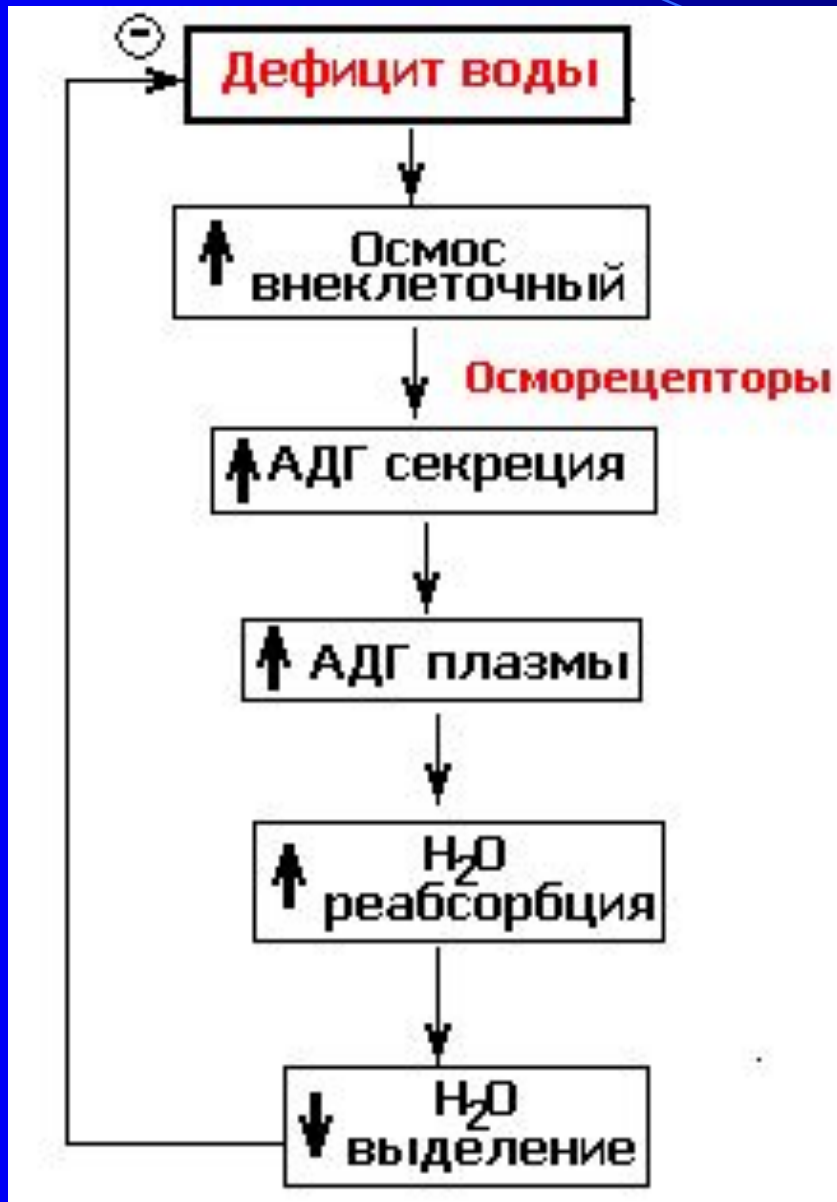 Дефицит воды
Осмос
внеклеточный
Осморецепторы
АДГ секреция
АДГ плазмы
H₂O
реабсорбция
H₂O
выделение